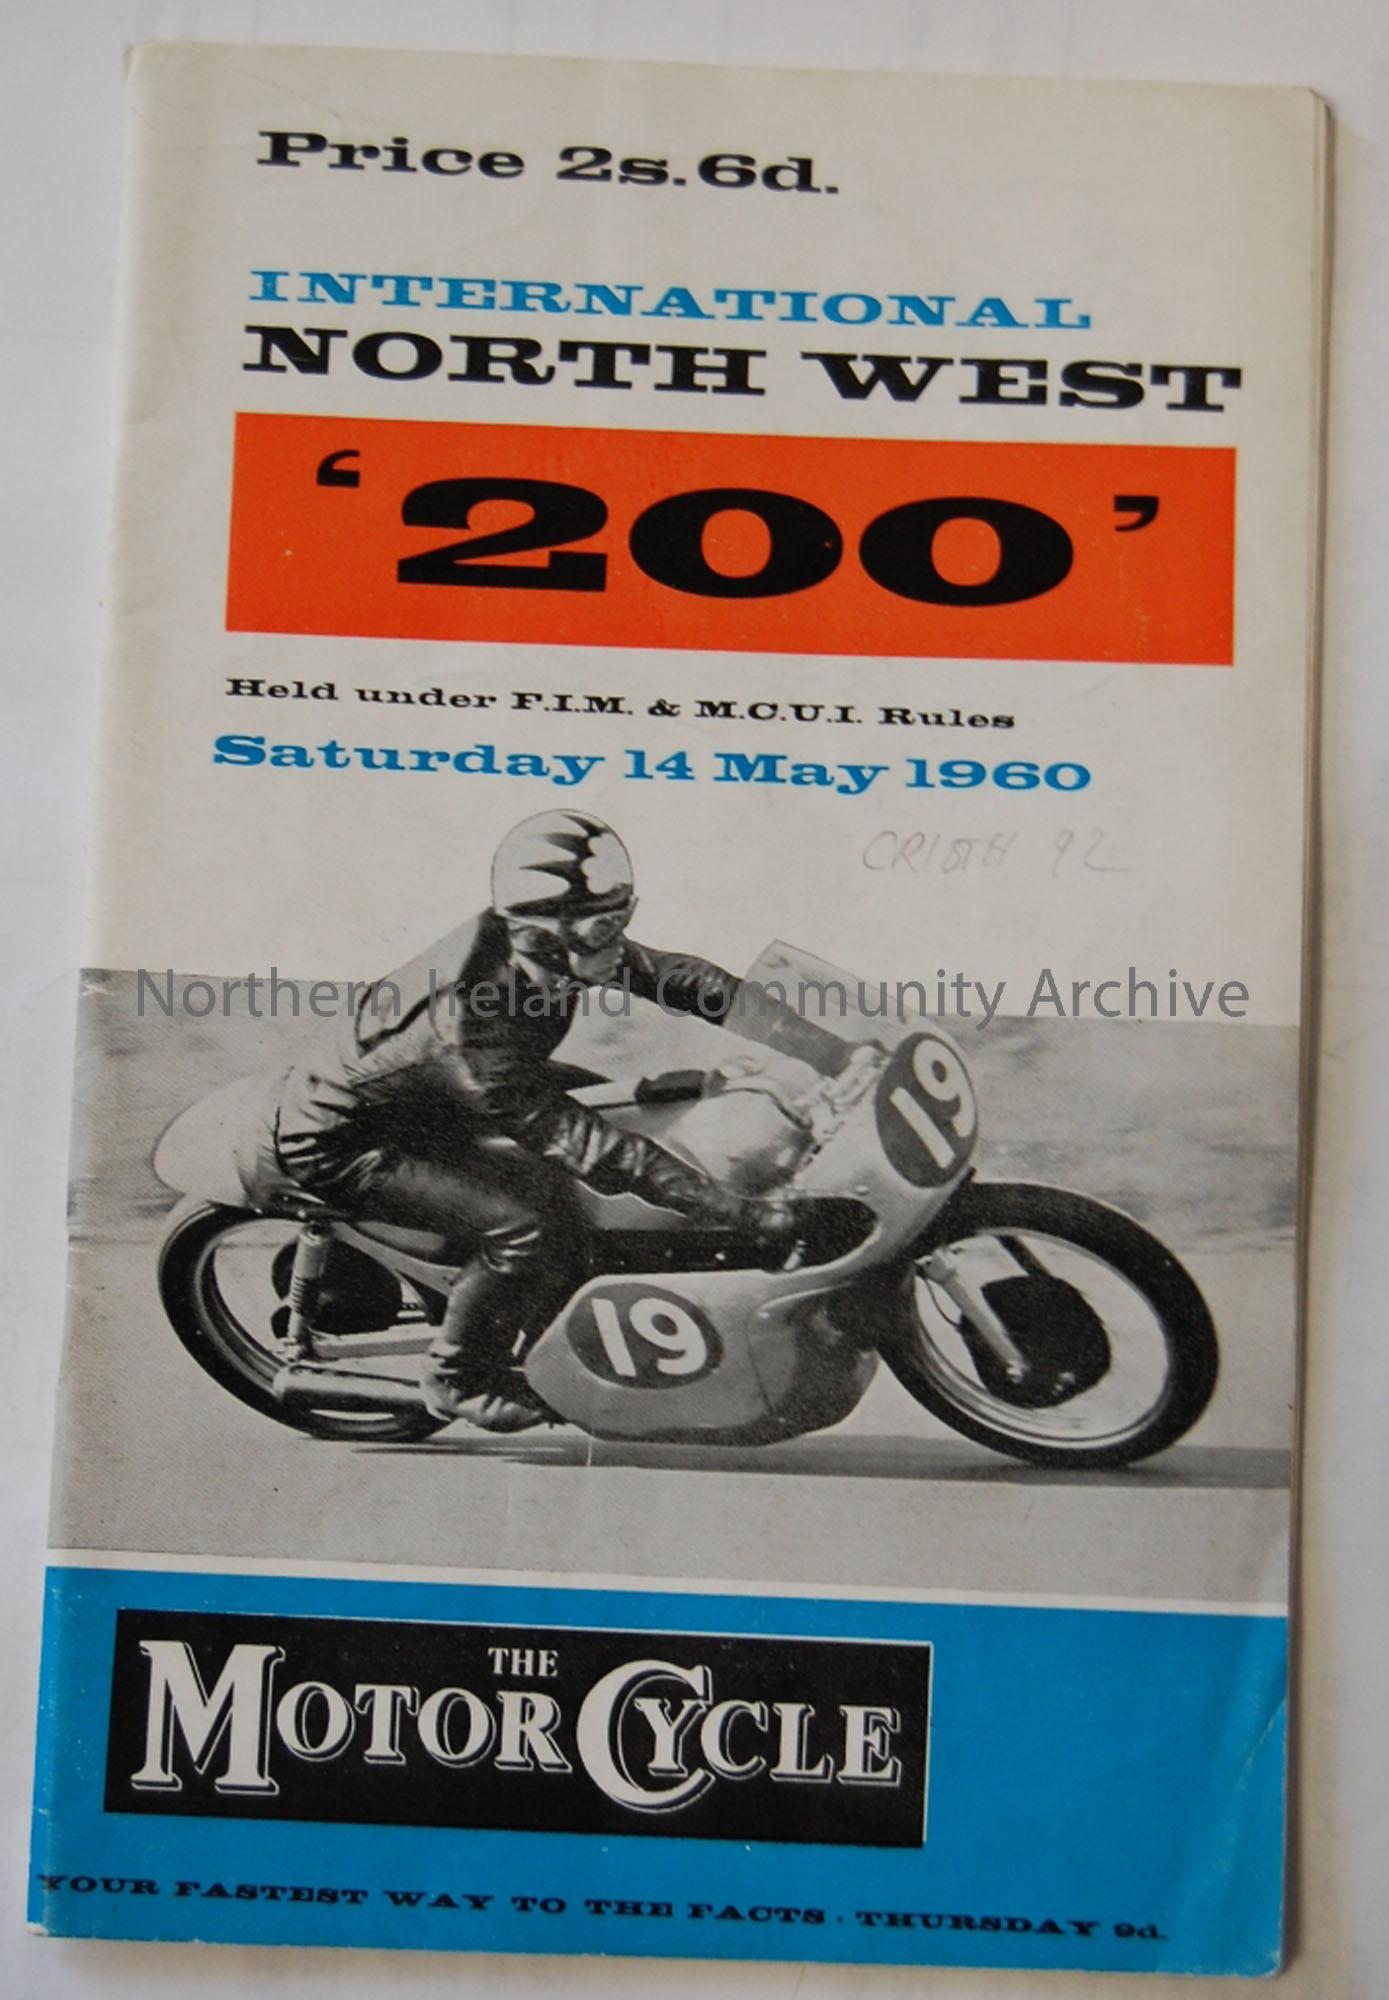 Price 2s. 6d.
INTERNATIONAL
NORTH WEST
‘200’
Held under F.I.M. & M.C.U.I. Rules
Saturday 14 May 1960
92
Northern Ireland Community Archive
19
19
THE
MOTOR CYCLE
YOUR FASTEST WAY TO THE FACTS · THURSDAY 9d.